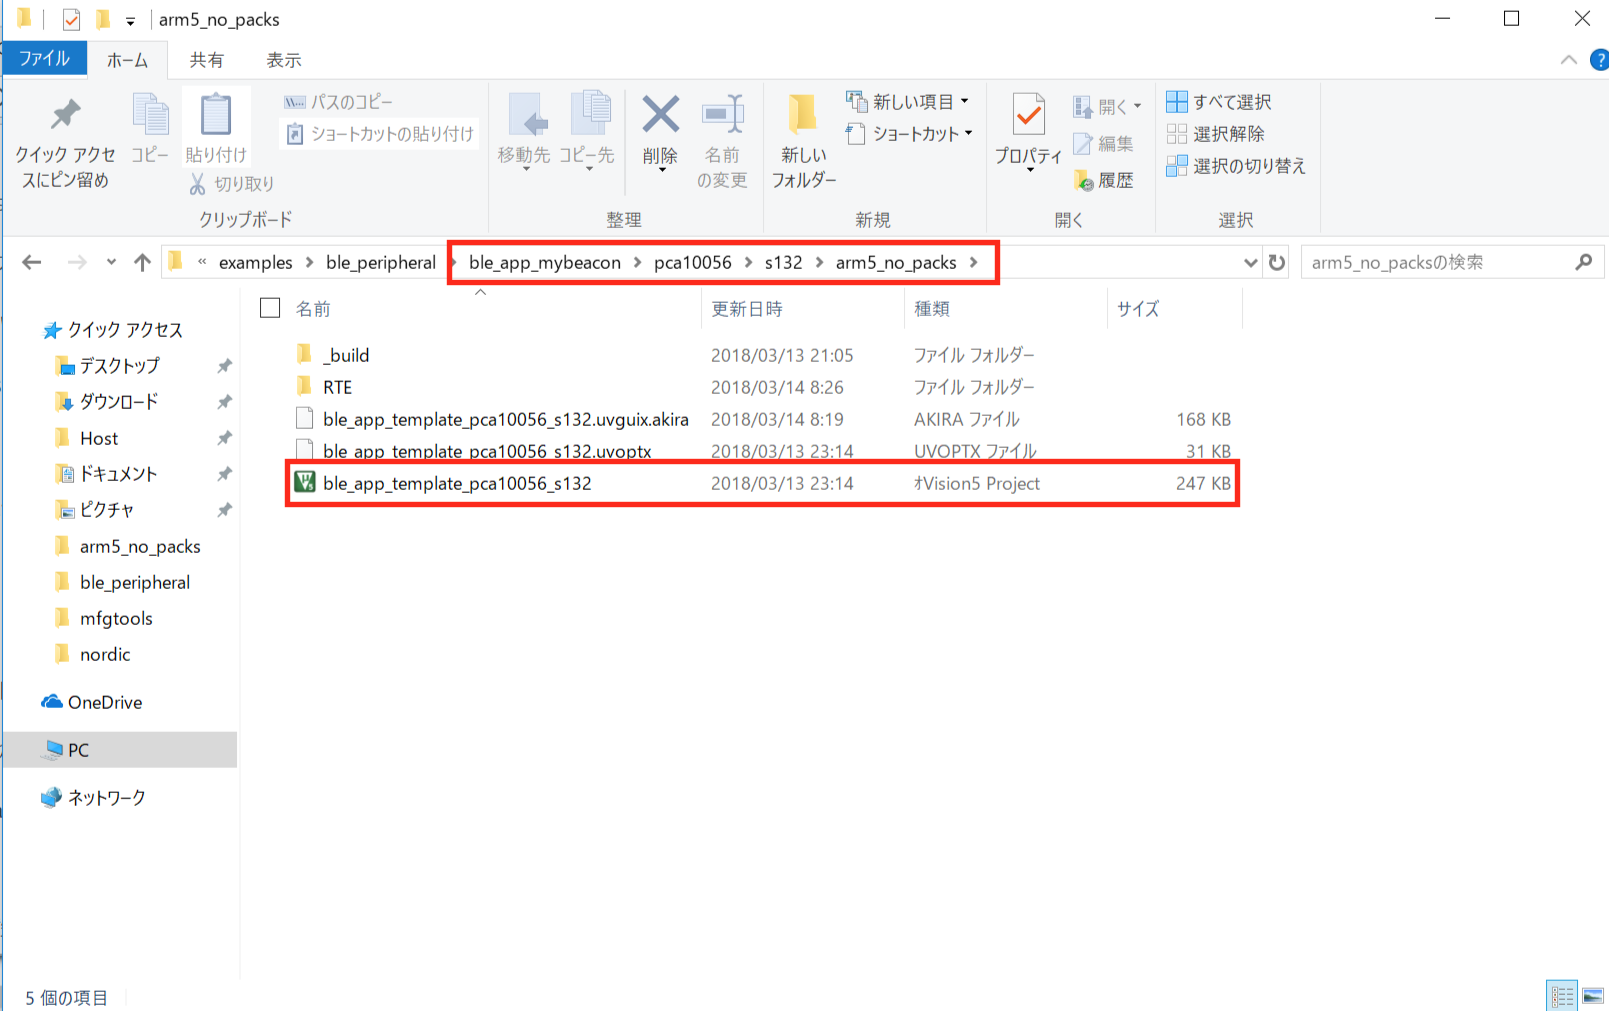 arm5_no_packs
ファイル ホーム 共有 表示
クイック アクセスにピン留め
コピー
貼り付け
パスのコピー
ショートカットの貼り付け
切り取り
クリップボード
移動先
コピー先
削除
名前の変更
整理
新しいフォルダー
新しい項目
ショートカット
新規
プロパティ
開く
編集
履歴
開く
すべて選択
選択解除
選択の切り替え
選択
« examples > ble_peripheral > ble_app_mybeacon > pca10056 > s132 > arm5_no_packs >
arm5_no_packsの検索
クイック アクセス
デスクトップ
ダウンロード
Host
ドキュメント
ピクチャ
arm5_no_packs
ble_peripheral
mfgtools
nordic
OneDrive
PC
ネットワーク
名前 更新日時 種類 サイズ
_build 2018/03/13 21:05 ファイル フォルダー
RTE 2018/03/14 8:26 ファイル フォルダー
ble_app_template_pca10056_s132.uvguix.akira 2018/03/14 8:19 AKIRA ファイル 168 KB
ble_app_template_pca10056_s132.uvoptx 2018/03/13 23:14 UVOPTX ファイル 31 KB
ble_app_template_pca10056_s132 2018/03/13 23:14 ｵVision5 Project 247 KB
5 個の項目